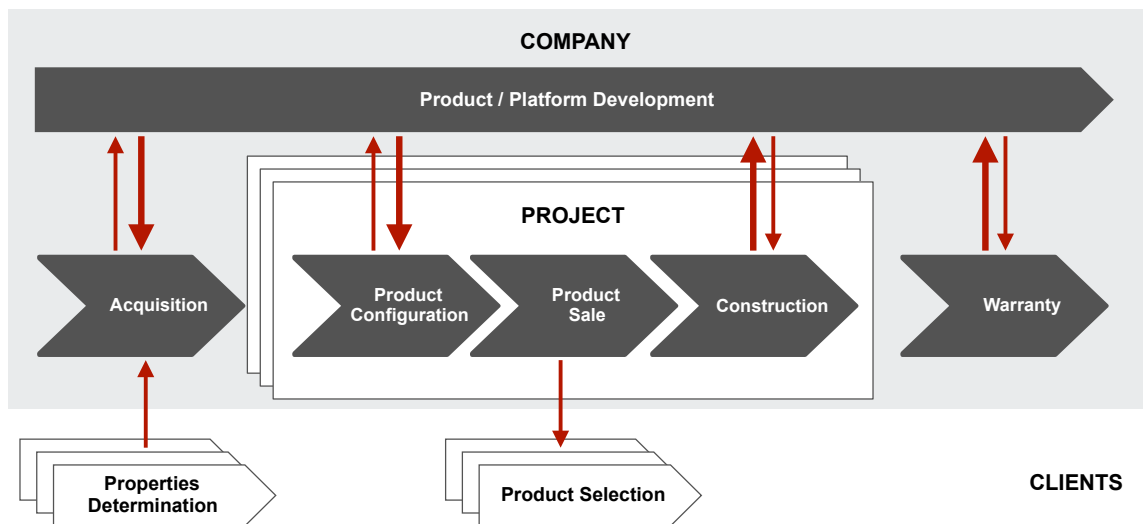 COMPANY
Product / Platform Development
PROJECT
Acquisition
Product
Configuration
Product
Sale
Construction
Warranty
Properties
Determination
Product Selection
CLIENTS